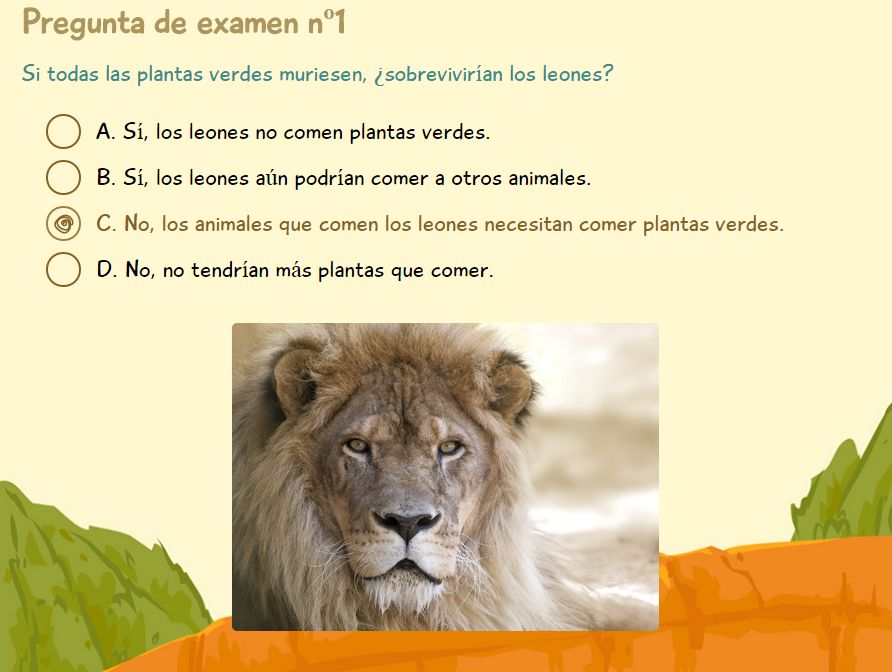 Pregunta de examen nº1
Si todas las plantas verdes muriesen, ¿sobrevivirían los leones?
A. Sí, los leones no comen plantas verdes.
B. Sí, los leones aún podrían comer a otros animales.
C. No, los animales que comen los leones necesitan comer plantas verdes.
D. No, no tendrían más plantas que comer.